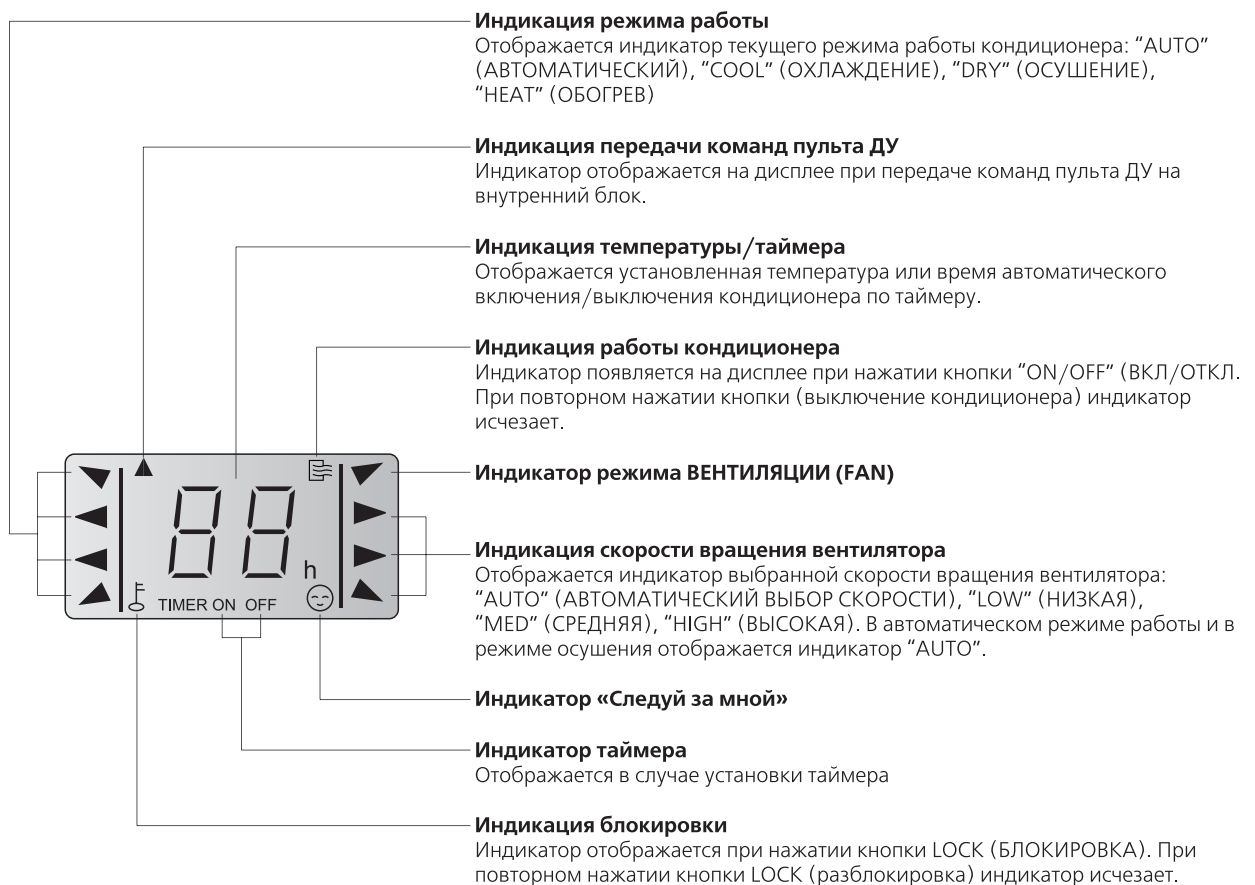 Индикация режима работы
Отображается индикатор текущего режима работы кондиционера: “AUTO”
(АВТОМАТИЧЕСКИЙ), “COOL” (ОХЛАЖДЕНИЕ), “DRY” (ОСУШЕНИЕ),
“HEAT” (ОБОГРЕВ)
Индикация передачи команд пульта ДУ
Индикатор отображается на дисплее при передаче команд пульта ДУ на
внутренний блок.
Индикация температуры/таймера
Отображается установленная температура или время автоматического
включения/выключения кондиционера по таймеру.
Индикация работы кондиционера
Индикатор появляется на дисплее при нажатии кнопки “ON/OFF” (ВКЛ/ОТКЛ.
При повторном нажатии кнопки (выключение кондиционера) индикатор
исчезает.
Индикатор режима ВЕНТИЛЯЦИИ (FAN)
Индикация скорости вращения вентилятора
Отображается индикатор выбранной скорости вращения вентилятора:
“AUTO” (АВТОМАТИЧЕСКИЙ ВЫБОР СКОРОСТИ), “LOW” (НИЗКАЯ),
“MED” (СРЕДНЯЯ), “HIGH” (ВЫСОКАЯ). В автоматическом режиме работы и в
режиме осушения отображается индикатор “AUTO”.
Индикатор «Следуй за мной»
Индикатор таймера
Отображается в случае установки таймера
Индикация блокировки
Индикатор отображается при нажатии кнопки LOCK (БЛОКИРОВКА). При
повторном нажатии кнопки LOCK (разблокировка) индикатор исчезает.
88
h
TIMER ON OFF